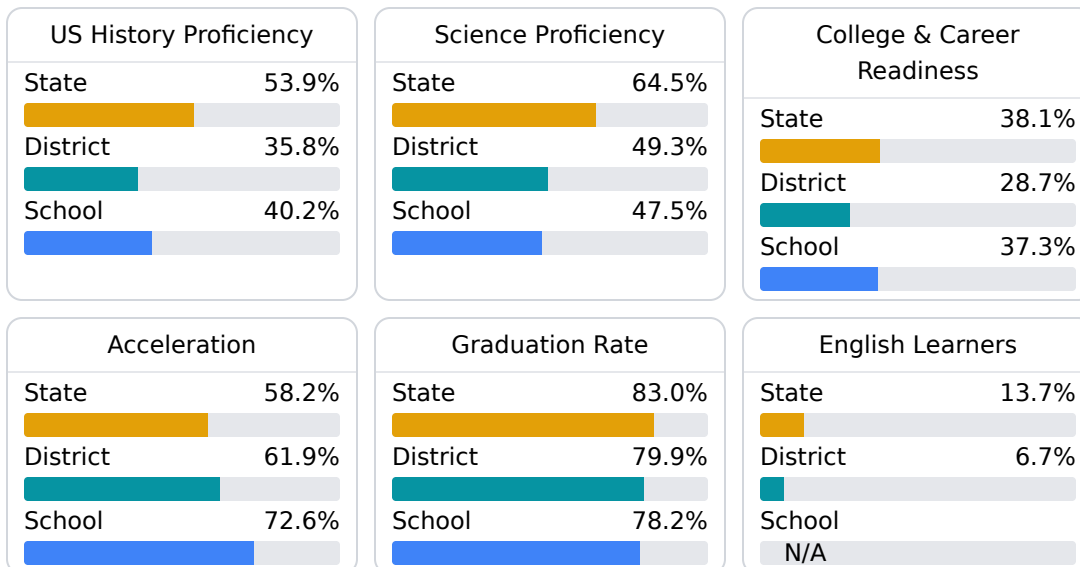 US History Proficiency
State 53.9%
District 35.8%
School 40.2%
Science Proficiency
State 64.5%
District 49.3%
School 47.5%
College & Career
Readiness
State 38.1%
District 28.7%
School 37.3%
Acceleration
State 58.2%
District 61.9%
School 72.6%
Graduation Rate
State 83.0%
District 79.9%
School 78.2%
English Learners
State 13.7%
District 6.7%
School
N/A